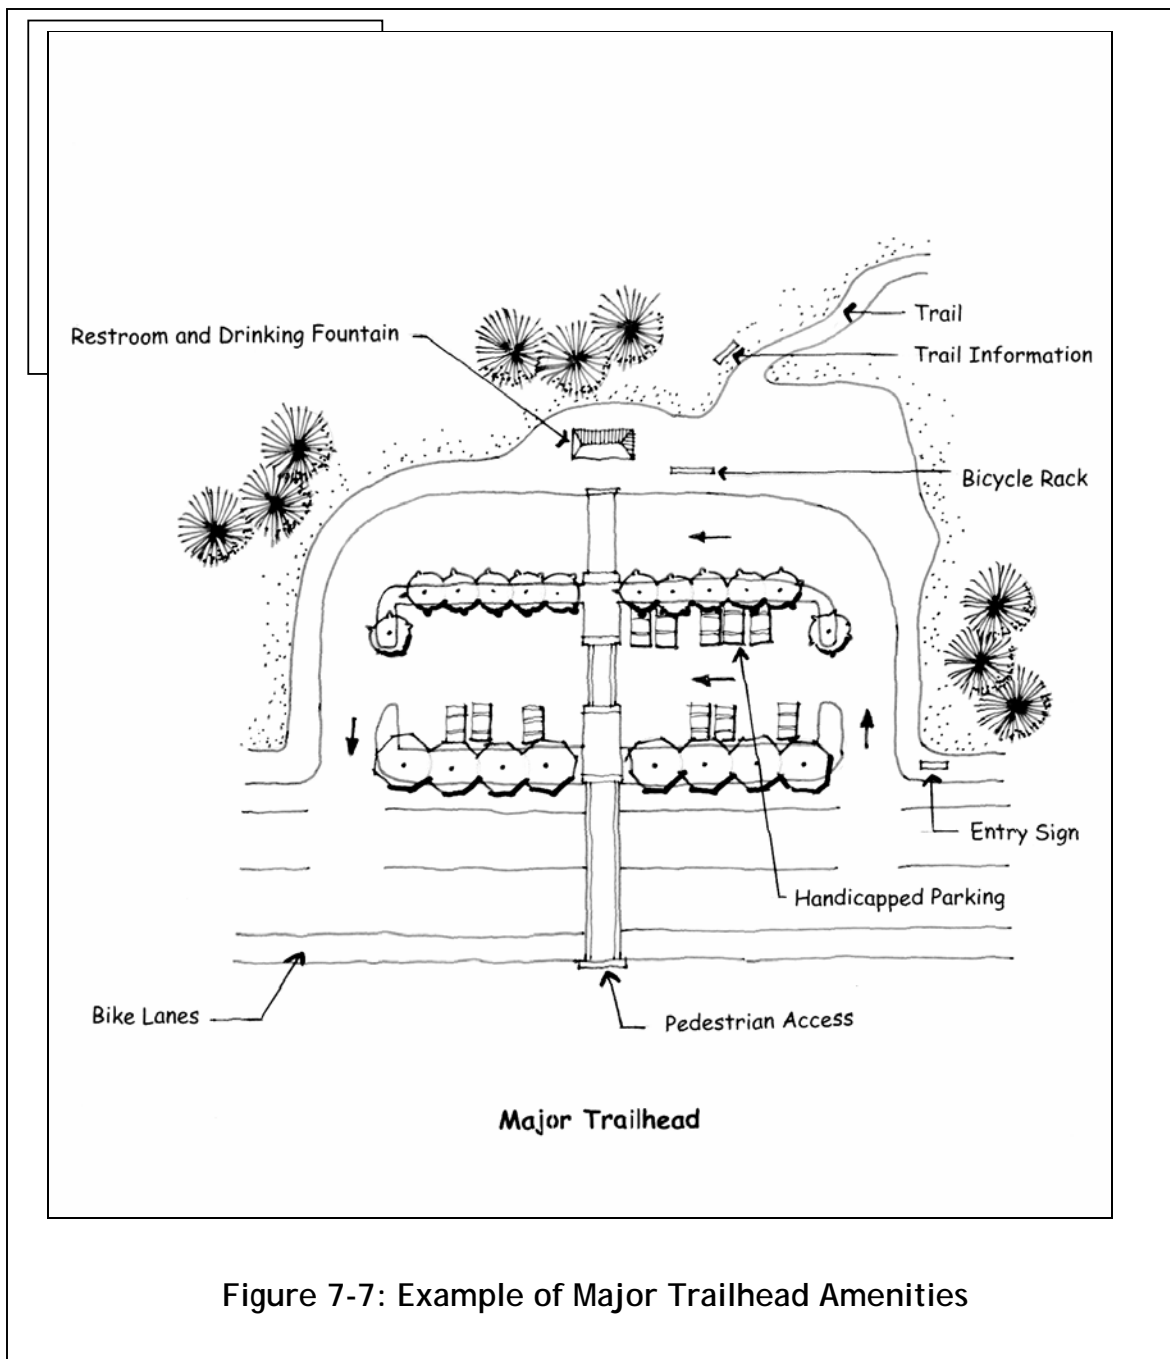 Trail
Restroom and Drinking Fountain
Trail Information
Bicycle Rack
Entry Sign
Handicapped Parking
Bike Lanes
Pedestrian Access
Major Trailhead
Figure 7-7: Example of Major Trailhead Amenities